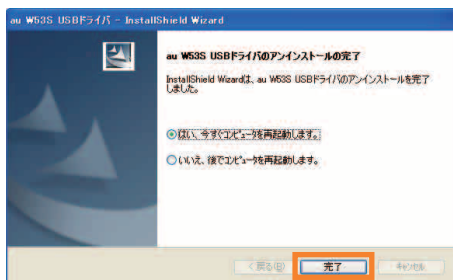 au W53S USBドライバ - InstallShield Wizard
au W53S USBドライバのアンインストールの完了
InstallShield Wizardは、au W53S USBドライバのアンインストールを完了
しました。
はい、今すぐコンピュータを再起動します。
いいえ、後でコンピュータを再起動します。
< 戻る(B)
完了
キャンセル